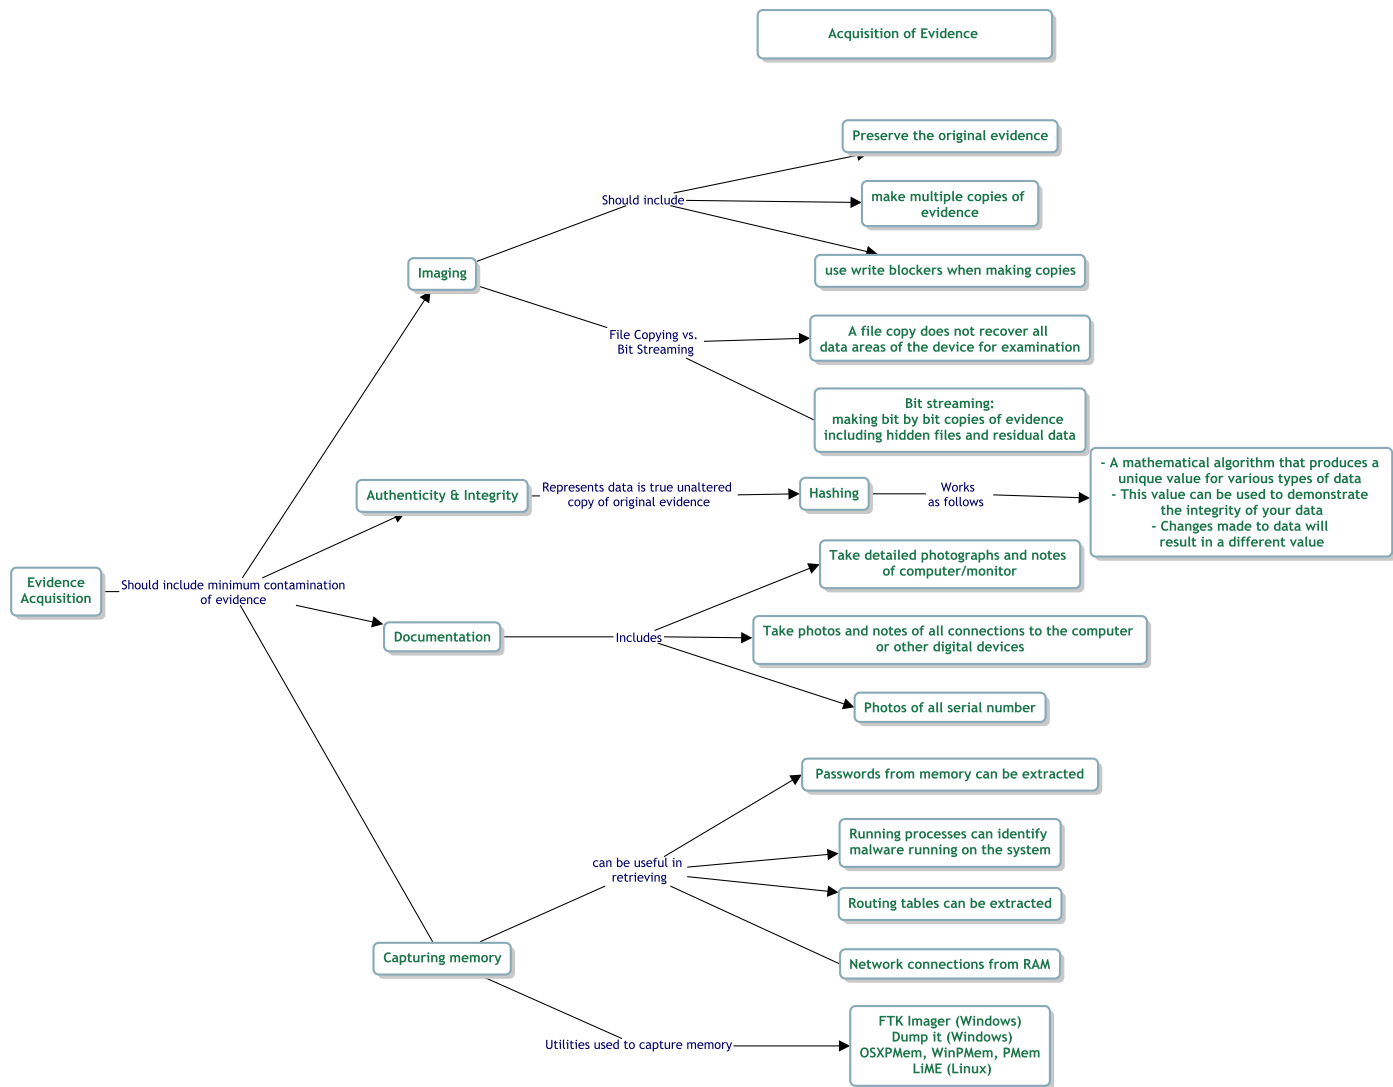 Acquisition of Evidence
Preserve the original evidence
Should include
make multiple copies of
evidence
Imaging
use write blockers when making copies
File Copying vs.
Bit Streaming
A file copy does not recover all
data areas of the device for examination
Bit streaming:
making bit by bit copies of evidence
including hidden files and residual data
Authenticity & Integrity
Represents data is true unaltered
copy of original evidence
Hashing
Works
as follows
- A mathematical algorithm that produces a
unique value for various types of data
- This value can be used to demonstrate
the integrity of your data
- Changes made to data will
result in a different value
Evidence
Acquisition
Should include minimum contamination
of evidence
Documentation
Includes
Take detailed photographs and notes
of computer/monitor
Take photos and notes of all connections to the computer
or other digital devices
Photos of all serial number
Capturing memory
can be useful in
retrieving
Passwords from memory can be extracted
Running processes can identify
malware running on the system
Routing tables can be extracted
Network connections from RAM
Utilities used to capture memory
FTK Imager (Windows)
Dump it (Windows)
OSXPMem, WinPMem, PMem
LiME (Linux)